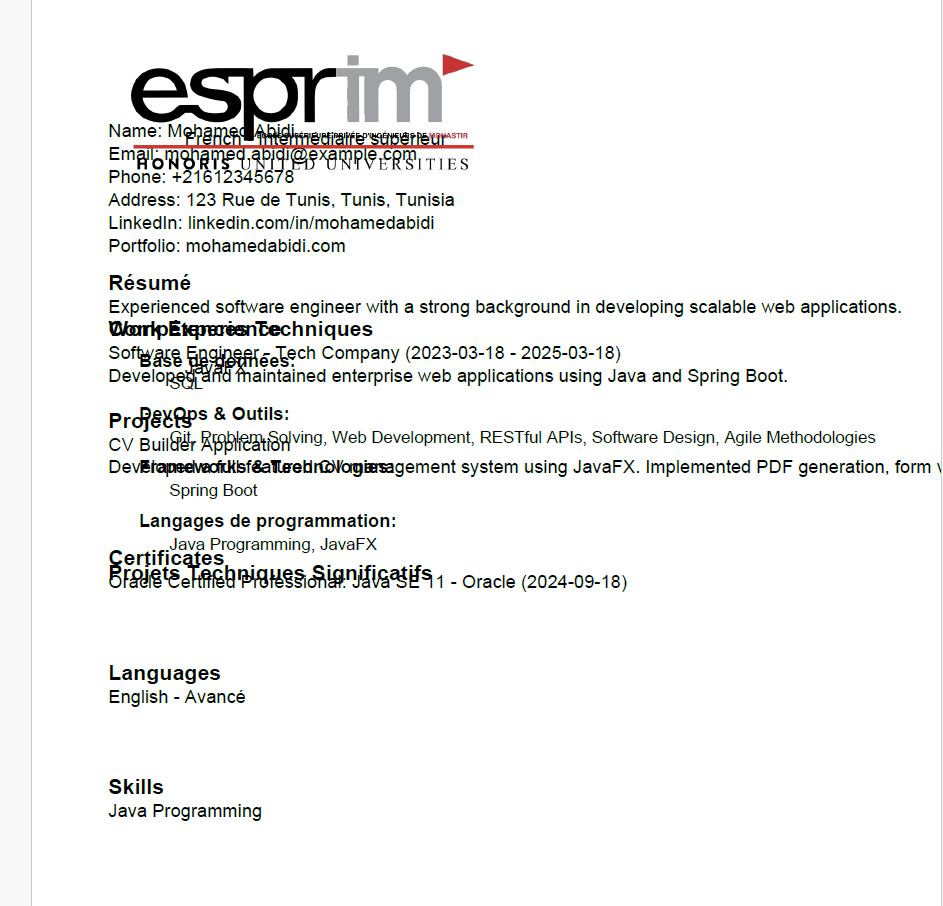 esprim
Name: Mohamed Abidi
ÉCOLE SUPÉRIEURE PRIVÉE D'INGÉNIEURS DE MONASTIR
French - Intermédiaire supérieur
Email: mohamed.abidi@example.com
HONORIS UNITED UNIVERSITIES
Phone: +21612345678
Address: 123 Rue de Tunis, Tunis, Tunisia
LinkedIn: linkedin.com/in/mohamedabidi
Portfolio: mohamedabidi.com
Résumé
Experienced software engineer with a strong background in developing scalable web applications.
Work Experience
Compétences Techniques
Software Engineer - Tech Company (2023-03-18 - 2025-03-18)
Base de données:
JavaFX
Developed and maintained enterprise web applications using Java and Spring Boot.
SQL
DevOps & Outils:
Projects
Git, Problem Solving, Web Development, RESTful APIs, Software Design, Agile Methodologies
CV Builder Application
Developed a full-featured CV management system using JavaFX. Implemented PDF generation, form
Frameworks & Technologies:
Spring Boot
Langages de programmation:
Java Programming, JavaFX
Certificates
Projets Techniques Significatifs
Oracle Certified Professional: Java SE 11 - Oracle (2024-09-18)
Languages
English - Avancé
Skills
Java Programming